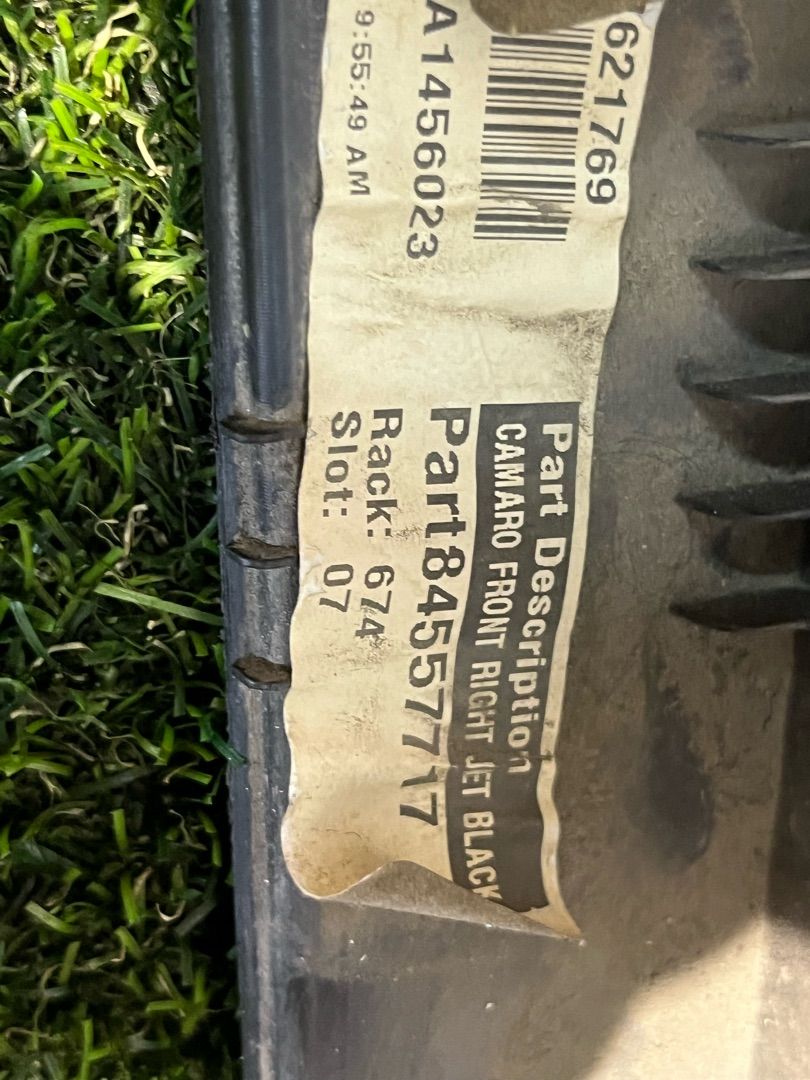 621769
A1456023
9:55:49 AM
Part Description
CAMARO FRONT RIGHT JET BLACK
Part84557717
Rack: 674
Slot: 07